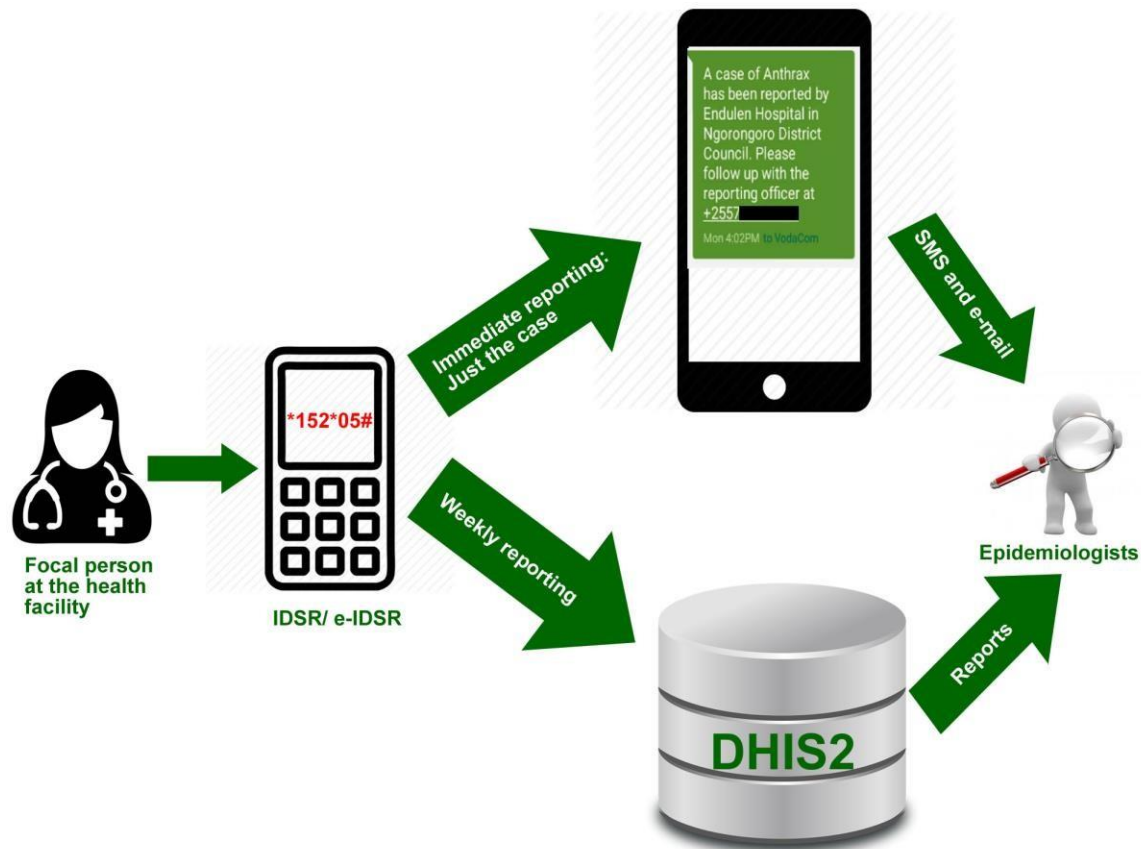 A case of Anthrax
has been reported by
Endulen Hospital in
Ngorongoro District
Council. Please
follow up with the
reporting officer at
+2557
Mon 4:02PM to VodaCom
Immediate reporting:
Just the case
SMS and e-mail
*152*05#
Focal person
at the health
facility
IDSR/ e-IDSR
Weekly reporting
Epidemiologists
Reports
DHIS2